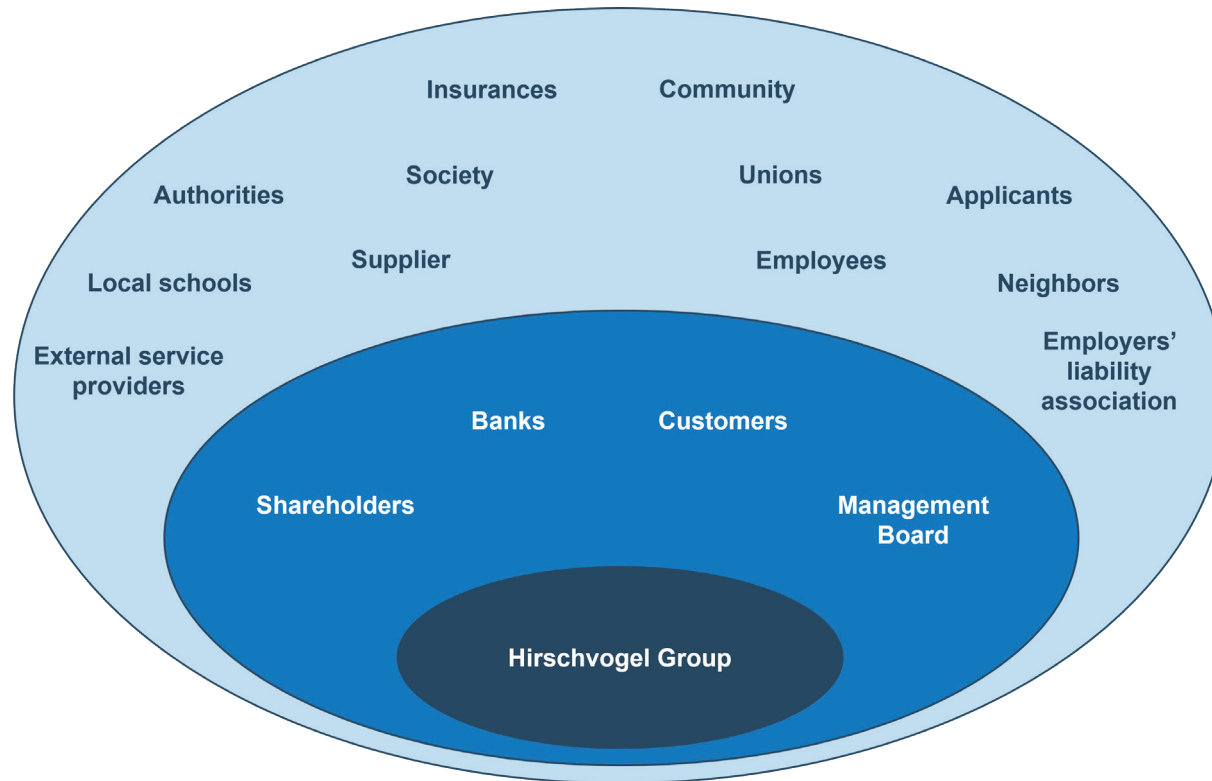 Insurances
Community
Society
Unions
Authorities
Applicants
Supplier
Employees
Local schools
Neighbors
External service
providers
Employers’
liability
association
Banks
Customers
Shareholders
Management
Board
Hirschvogel Group